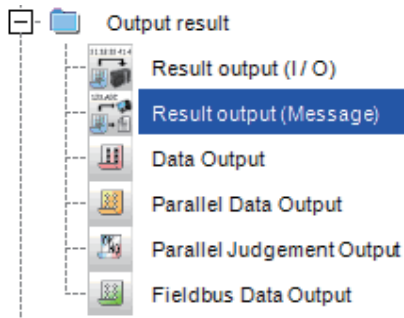 Output result
Result output (I / O)
Result output (Message)
Data Output
Parallel Data Output
Parallel Judgement Output
Fieldbus Data Output